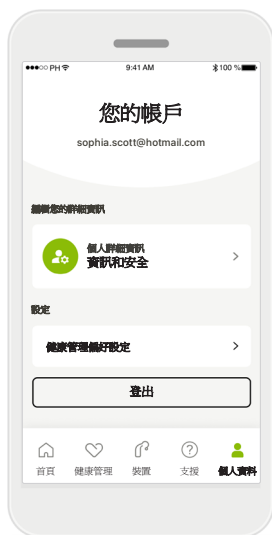 PH 9:41 AM 100 %
您的帳戶
sophia.scott@hotmail.com
編輯您的詳細資訊
個人詳細資訊
資訊和安全
設定
健康管理偏好設定
登出
首頁 健康管理 裝置 支援 個人資料